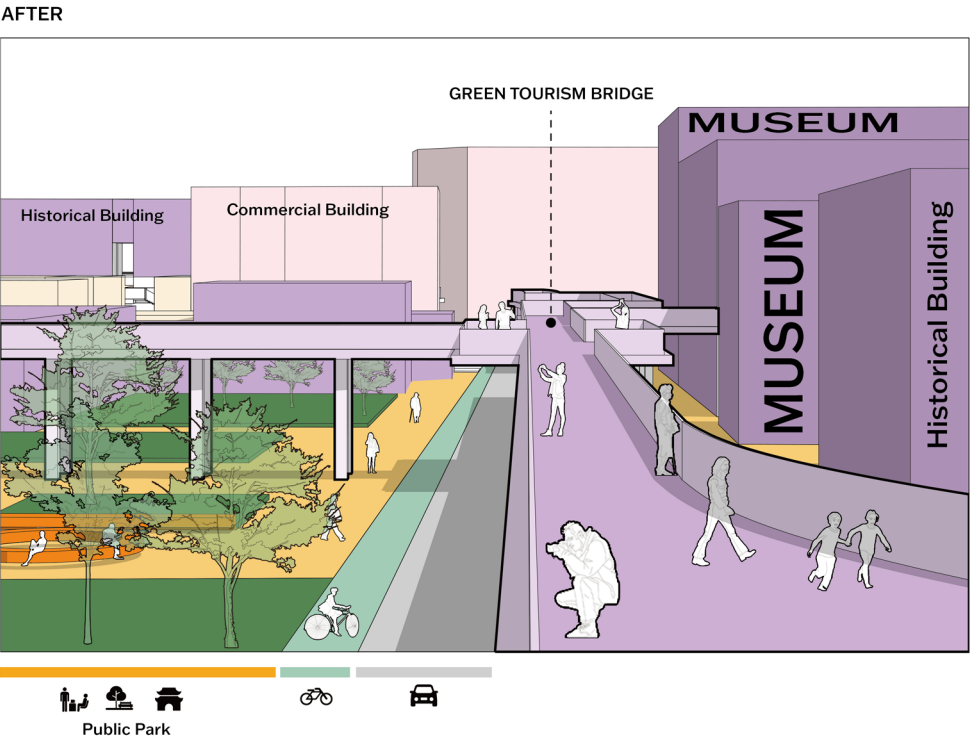 AFTER
GREEN TOURISM BRIDGE
MUSEUM
Historical Building
Commercial Building
MUSEUM
Historical Building
Public Park